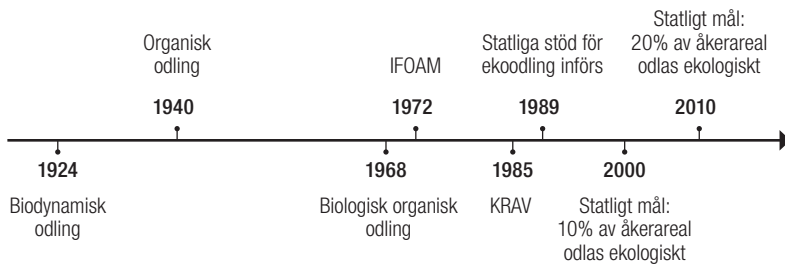 Organisk
odling
1940
IFOAM
1972
Statliga stöd för
ekoodling införs
1989
Statligt mål:
20% av åkerareal
odlas ekologiskt
2010
1924
Biodynamisk
odling
1968
Biologisk organisk
odling
1985
KRAV
2000
Statligt mål:
10% av åkerareal
odlas ekologiskt